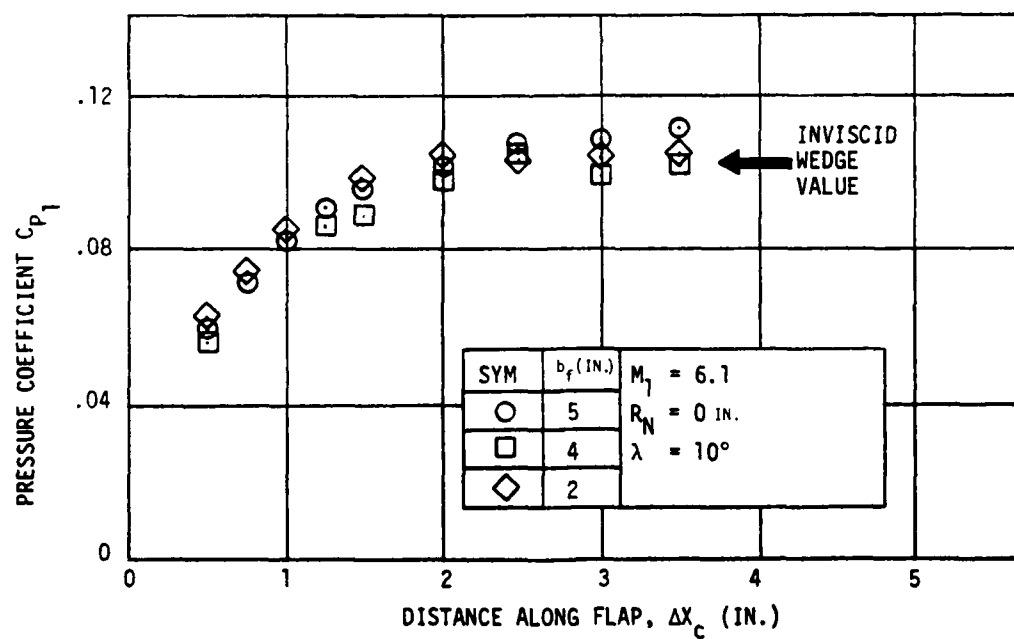 .12
.08
.04
0
PRESSURE COEFFICIENT C_P_1
INVISCID
WEDGE
VALUE
SYM b_f (IN.)
5
4
2
M_1 = 6.1
R_N = 0 IN.
λ = 10°
0 1 2 3 4 5
DISTANCE ALONG FLAP, ΔX_c (IN.)